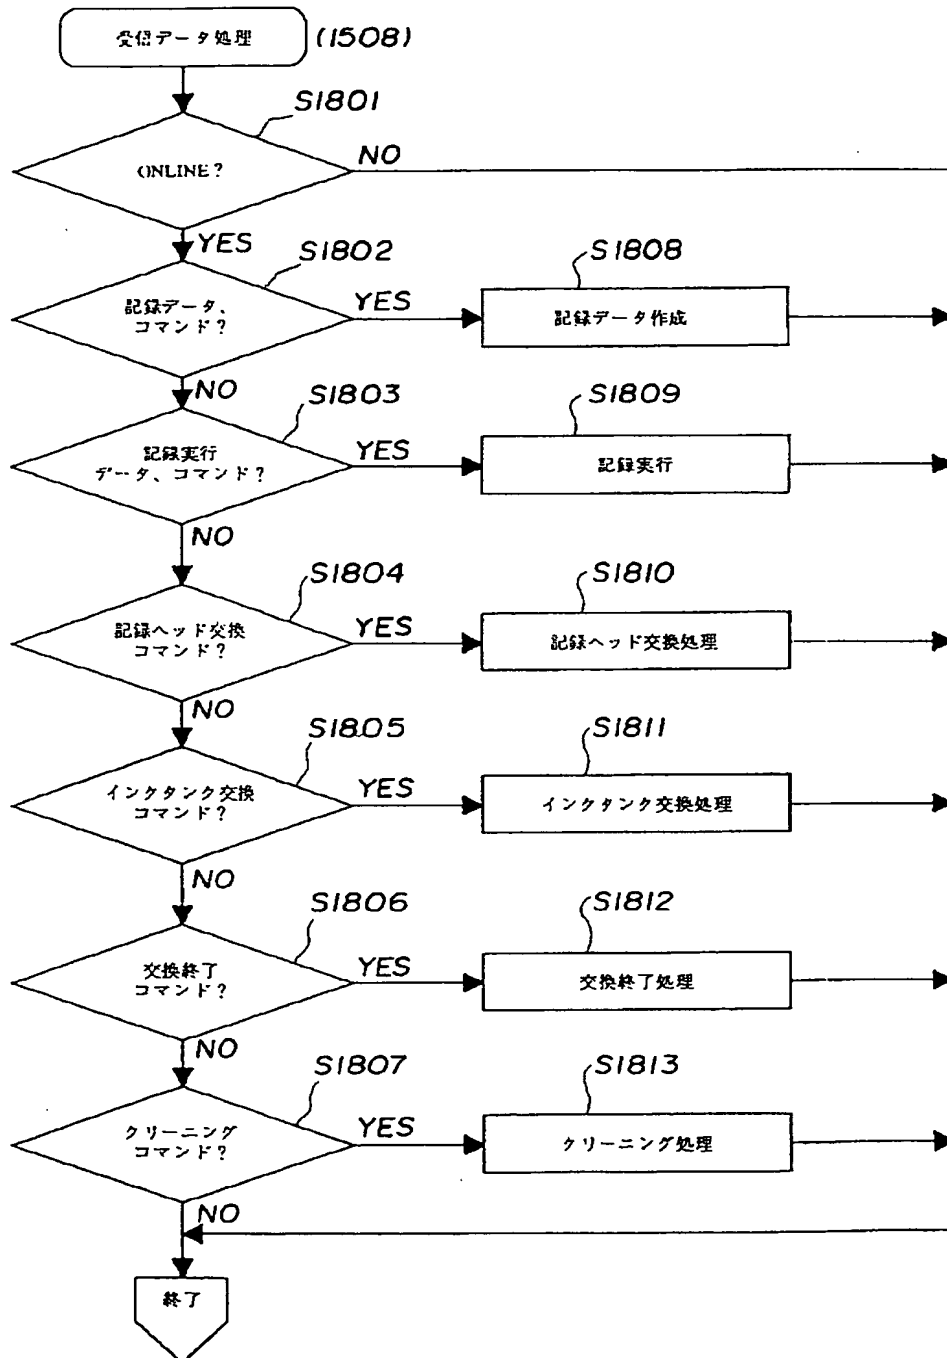 受信データ処理 (1508)
S1801
ONLINE? NO
YES
S1802 S1808
記録データ、
コマンド? YES 記録データ作成
NO
S1803 S1809
記録実行
データ、コマンド? YES 記録実行
NO
S1804 S1810
記録ヘッド交換
コマンド? YES 記録ヘッド交換処理
NO
S1805 S1811
インクタンク交換
コマンド? YES インクタンク交換処理
NO
S1806 S1812
交換終了
コマンド? YES 交換終了処理
NO
S1807 S1813
クリーニング
コマンド? YES クリーニング処理
NO
終了